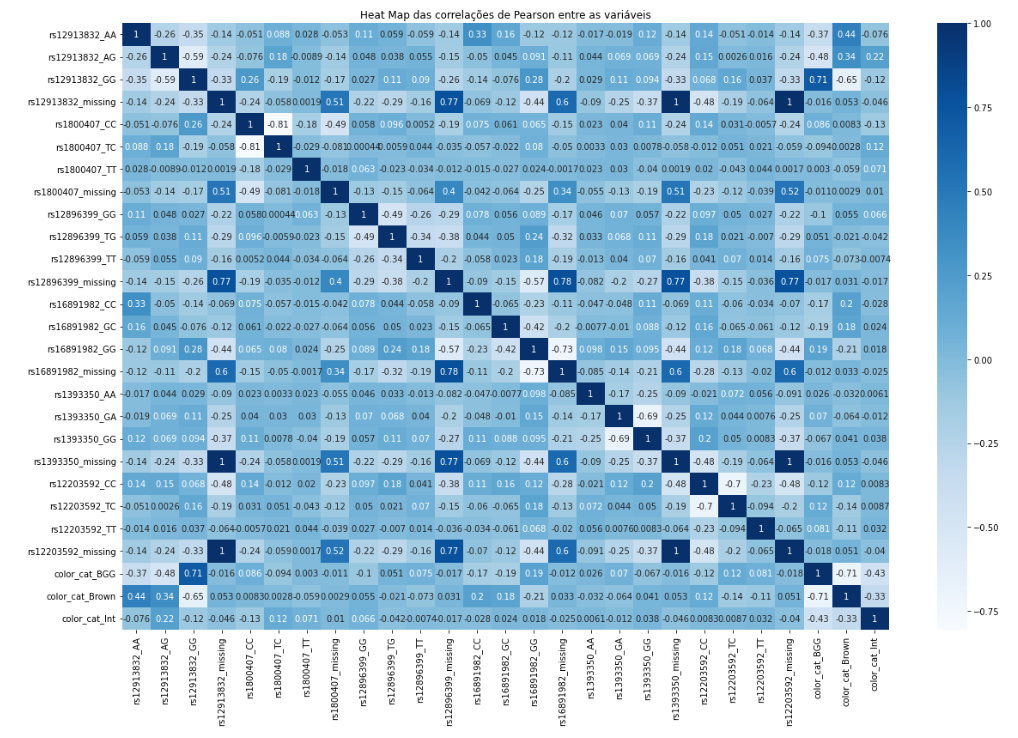 Heat Map das correlações de Pearson entre as variáveis
rs12913832_AA 1 -0.26 -0.35 -0.14 -0.051 0.088 0.028 -0.053 0.11 0.059 -0.059 -0.14 0.33 0.16 -0.12 -0.12 -0.017 -0.019 0.12 -0.14 0.14 -0.051 -0.014 -0.14 -0.37 0.44 -0.076
rs12913832_AG -0.26 1 -0.59 -0.24 -0.076 0.18 -0.0089 -0.14 0.048 0.038 0.055 -0.15 -0.05 0.045 0.091 -0.11 0.044 0.069 0.069 -0.24 0.15 0.0026 0.016 -0.24 -0.48 0.34 0.22
rs12913832_GG -0.35 -0.59 1 -0.33 0.26 -0.19 -0.012 -0.17 0.027 0.11 0.09 -0.26 -0.14 -0.076 0.28 -0.2 0.029 0.11 0.094 -0.33 0.068 0.16 0.037 -0.33 0.71 -0.65 -0.12
rs12913832_missing -0.14 -0.24 -0.33 1 -0.24 -0.058 0.0019 0.51 -0.22 -0.29 -0.16 0.77 -0.069 -0.12 -0.44 0.6 -0.09 -0.25 -0.37 1 -0.48 -0.19 -0.064 1 -0.016 0.053 -0.046
rs1800407_CC -0.051 -0.076 0.26 -0.24 1 -0.81 -0.18 -0.49 0.058 0.096 0.0052 -0.19 0.075 0.061 0.065 -0.15 0.023 0.04 0.11 -0.24 0.14 0.031 -0.0057 -0.24 0.086 0.0083 -0.13
rs1800407_TC 0.088 0.18 -0.19 -0.058 -0.81 1 -0.029 -0.081 0.00044 -0.0059 0.044 -0.035 -0.057 -0.022 0.08 -0.05 0.0033 0.03 0.0078 -0.058 -0.012 0.051 0.021 -0.059 -0.094 0.0028 0.12
rs1800407_TT 0.028 -0.0089 -0.012 0.0019 -0.18 -0.029 1 -0.018 0.063 -0.023 -0.034 -0.012 -0.015 -0.027 0.024 -0.0017 0.023 0.03 -0.04 0.0019 0.02 -0.043 0.044 0.0017 0.003 -0.059 0.071
rs1800407_missing -0.053 -0.14 -0.17 0.51 -0.49 -0.081 -0.018 1 -0.13 -0.15 -0.064 0.4 -0.042 -0.064 -0.25 0.34 -0.055 -0.13 -0.19 0.51 -0.23 -0.12 -0.039 0.52 -0.011 0.0029 0.01
rs12896399_GG 0.11 0.048 0.027 -0.22 0.058 0.00044 0.063 -0.13 1 -0.49 -0.26 -0.29 0.078 0.056 0.089 -0.17 0.046 0.07 0.057 -0.22 0.097 0.05 0.027 -0.22 -0.1 0.055 0.066
rs12896399_TG 0.059 0.038 0.11 -0.29 0.096 -0.0059 -0.023 -0.15 -0.49 1 -0.34 -0.38 0.044 0.05 0.24 -0.32 0.033 0.068 0.11 -0.29 0.18 0.021 -0.007 -0.29 0.051 -0.021 -0.042
rs12896399_TT -0.059 0.055 0.09 -0.16 0.0052 0.044 -0.034 -0.064 -0.26 -0.34 1 -0.2 -0.058 0.023 0.18 -0.19 -0.013 0.04 0.07 -0.16 0.041 0.07 0.014 -0.16 0.075 -0.073 -0.0074
rs12896399_missing -0.14 -0.15 -0.26 0.77 -0.19 -0.035 -0.012 0.4 -0.29 -0.38 -0.2 1 -0.09 -0.15 -0.57 0.78 -0.082 -0.2 -0.27 0.77 -0.38 -0.15 -0.036 0.77 -0.017 0.031 -0.017
rs16891982_CC 0.33 -0.05 -0.14 -0.069 0.075 -0.057 -0.015 -0.042 0.078 0.044 -0.058 -0.09 1 -0.065 -0.23 -0.11 -0.047 -0.048 0.11 -0.069 0.11 -0.06 -0.034 -0.07 -0.17 0.2 -0.028
rs16891982_GC 0.16 0.045 -0.076 -0.12 0.061 -0.022 -0.027 -0.064 0.056 0.05 0.023 -0.15 -0.065 1 -0.42 -0.2 -0.0077 -0.01 0.088 -0.12 0.16 -0.065 -0.061 -0.12 -0.19 0.18 0.024
rs16891982_GG -0.12 0.091 0.28 -0.44 0.065 0.08 0.024 -0.25 0.089 0.24 0.18 -0.57 -0.23 -0.42 1 -0.73 0.098 0.15 0.095 -0.44 0.12 0.18 0.068 -0.44 0.19 -0.21 0.018
rs16891982_missing -0.12 -0.11 -0.2 0.6 -0.15 -0.05 -0.0017 0.34 -0.17 -0.32 -0.19 0.78 -0.11 -0.2 -0.73 1 -0.085 -0.14 -0.21 0.6 -0.28 -0.13 -0.02 0.6 -0.012 0.033 -0.025
rs1393350_AA -0.017 0.044 0.029 -0.09 0.023 0.0033 0.023 -0.055 0.046 0.033 -0.013 -0.082 -0.047 -0.0077 0.098 -0.085 1 -0.17 -0.25 -0.09 -0.021 0.072 0.056 -0.091 0.026 -0.032 0.0061
rs1393350_GA -0.019 0.069 0.11 -0.25 0.04 0.03 0.03 -0.13 0.07 0.068 0.04 -0.2 -0.048 -0.01 0.15 -0.14 -0.17 1 -0.69 -0.25 0.12 0.044 0.0076 -0.25 0.07 -0.064 -0.012
rs1393350_GG 0.12 0.069 0.094 -0.37 0.11 0.0078 -0.04 -0.19 0.057 0.11 0.07 -0.27 0.11 0.088 0.095 -0.21 -0.25 -0.69 1 -0.37 0.2 0.05 0.0083 -0.37 -0.067 0.041 0.038
rs1393350_missing -0.14 -0.24 -0.33 1 -0.24 -0.058 0.0019 0.51 -0.22 -0.29 -0.16 0.77 -0.069 -0.12 -0.44 0.6 -0.09 -0.25 -0.37 1 -0.48 -0.19 -0.064 1 -0.016 0.053 -0.046
rs12203592_CC 0.14 0.15 0.068 -0.48 0.14 -0.012 0.02 -0.23 0.097 0.18 0.041 -0.38 0.11 0.16 0.12 -0.28 -0.021 0.12 0.2 -0.48 1 -0.7 -0.23 -0.48 -0.12 0.12 0.0083
rs12203592_TC -0.051 0.0026 0.16 -0.19 0.031 0.051 -0.043 -0.12 0.05 0.021 0.07 -0.15 -0.06 -0.065 0.18 -0.13 0.072 0.044 0.05 -0.19 -0.7 1 -0.094 -0.2 0.12 -0.14 0.0087
rs12203592_TT -0.014 0.016 0.037 -0.064 -0.0057 0.021 0.044 -0.039 0.027 -0.007 0.014 -0.036 -0.034 -0.061 0.068 -0.02 0.056 0.0076 0.0083 -0.064 -0.23 -0.094 1 -0.065 0.081 -0.11 0.032
rs12203592_missing -0.14 -0.24 -0.33 1 -0.24 -0.059 0.0017 0.52 -0.22 -0.29 -0.16 0.77 -0.07 -0.12 -0.44 0.6 -0.091 -0.25 -0.37 1 -0.48 -0.2 -0.065 1 -0.018 0.051 -0.04
color_cat_BGG -0.37 -0.48 0.71 -0.016 0.086 -0.094 0.003 -0.011 -0.1 0.051 0.075 -0.017 -0.17 -0.19 0.19 -0.012 0.026 0.07 -0.067 -0.016 -0.12 0.12 0.081 -0.018 1 -0.71 -0.43
color_cat_Brown 0.44 0.34 -0.65 0.053 0.0083 0.0028 -0.059 0.0029 0.055 -0.021 -0.073 0.031 0.2 0.18 -0.21 0.033 -0.032 -0.064 0.041 0.053 0.12 -0.14 -0.11 0.051 -0.71 1 -0.33
color_cat_Int -0.076 0.22 -0.12 -0.046 -0.13 0.12 0.071 0.01 0.066 -0.042 -0.0074 -0.017 -0.028 0.024 0.018 -0.025 0.0061 -0.012 0.038 -0.046 0.0083 0.0087 0.032 -0.04 -0.43 -0.33 1
rs12913832_AA rs12913832_AG rs12913832_GG rs12913832_missing rs1800407_CC rs1800407_TC rs1800407_TT rs1800407_missing rs12896399_GG rs12896399_TG rs12896399_TT rs12896399_missing rs16891982_CC rs16891982_GC rs16891982_GG rs16891982_missing rs1393350_AA rs1393350_GA rs1393350_GG rs1393350_missing rs12203592_CC rs12203592_TC rs12203592_TT rs12203592_missing color_cat_BGG color_cat_Brown color_cat_Int
1.00
0.75
0.50
0.25
0.00
−0.25
−0.50
−0.75